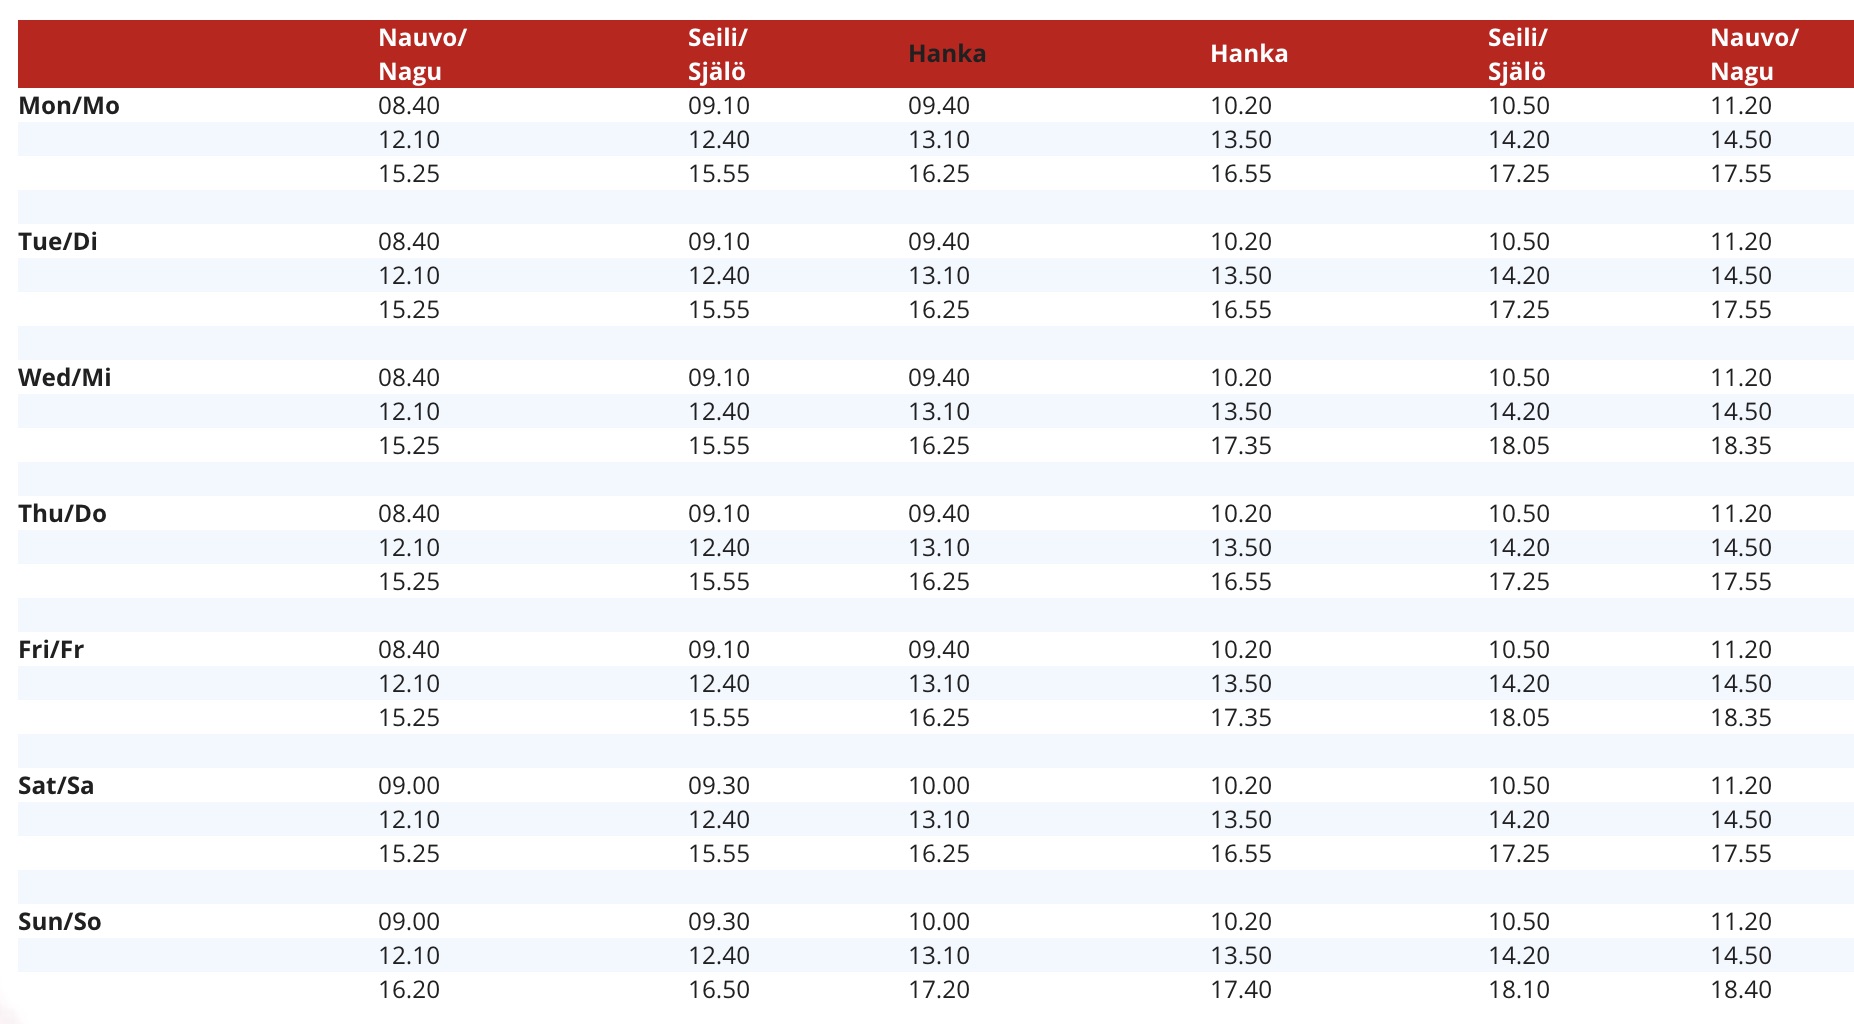 Nauvo/ Seili/ Seili/ Nauvo/
Hanka Hanka
Nagu Själö Själö Nagu
Mon/Mo 08.40 09.10 09.40 10.20 10.50 11.20
12.10 12.40 13.10 13.50 14.20 14.50
15.25 15.55 16.25 16.55 17.25 17.55
Tue/Di 08.40 09.10 09.40 10.20 10.50 11.20
12.10 12.40 13.10 13.50 14.20 14.50
15.25 15.55 16.25 16.55 17.25 17.55
Wed/Mi 08.40 09.10 09.40 10.20 10.50 11.20
12.10 12.40 13.10 13.50 14.20 14.50
15.25 15.55 16.25 17.35 18.05 18.35
Thu/Do 08.40 09.10 09.40 10.20 10.50 11.20
12.10 12.40 13.10 13.50 14.20 14.50
15.25 15.55 16.25 16.55 17.25 17.55
Fri/Fr 08.40 09.10 09.40 10.20 10.50 11.20
12.10 12.40 13.10 13.50 14.20 14.50
15.25 15.55 16.25 17.35 18.05 18.35
Sat/Sa 09.00 09.30 10.00 10.20 10.50 11.20
12.10 12.40 13.10 13.50 14.20 14.50
15.25 15.55 16.25 16.55 17.25 17.55
Sun/So 09.00 09.30 10.00 10.20 10.50 11.20
12.10 12.40 13.10 13.50 14.20 14.50
16.20 16.50 17.20 17.40 18.10 18.40